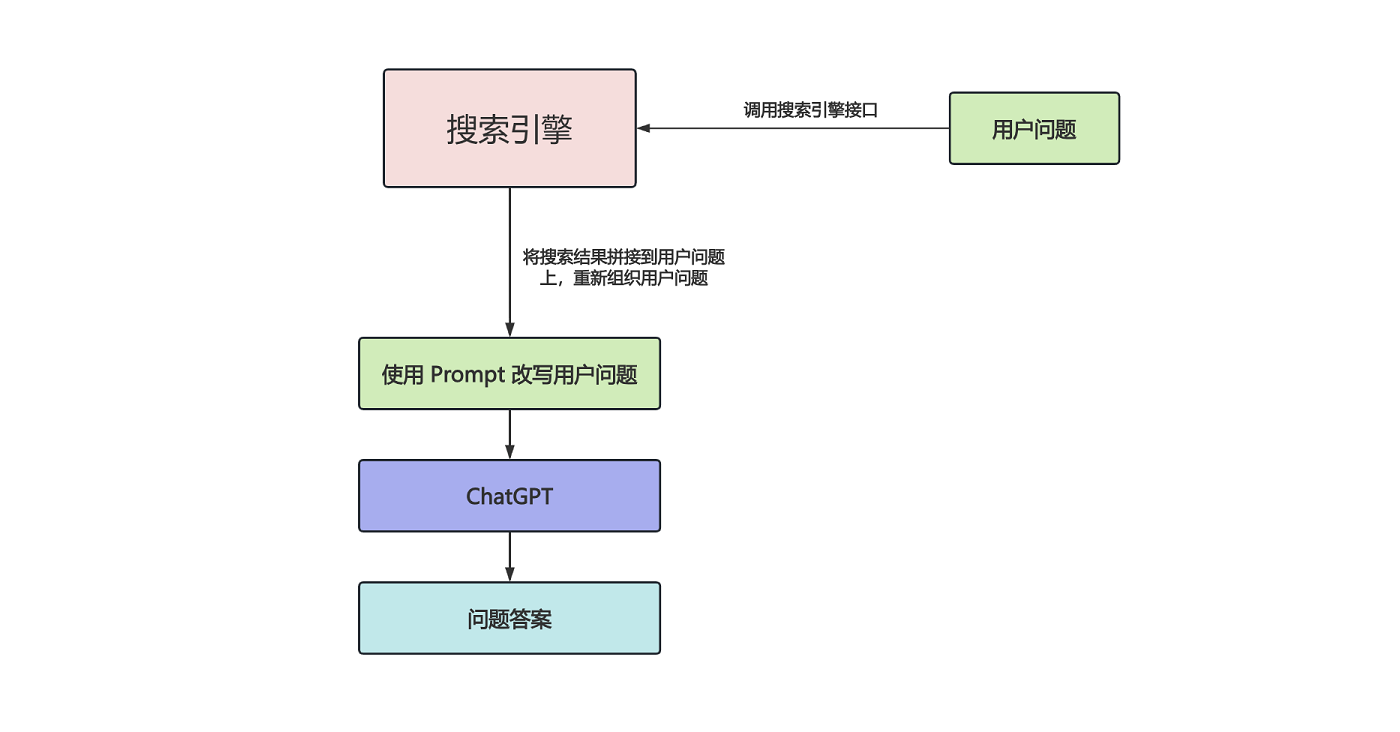 搜索引擎
调用搜索引擎接口
用户问题
将搜索结果拼接到用户问题
上，重新组织用户问题
使用 Prompt 改写用户问题
ChatGPT
问题答案